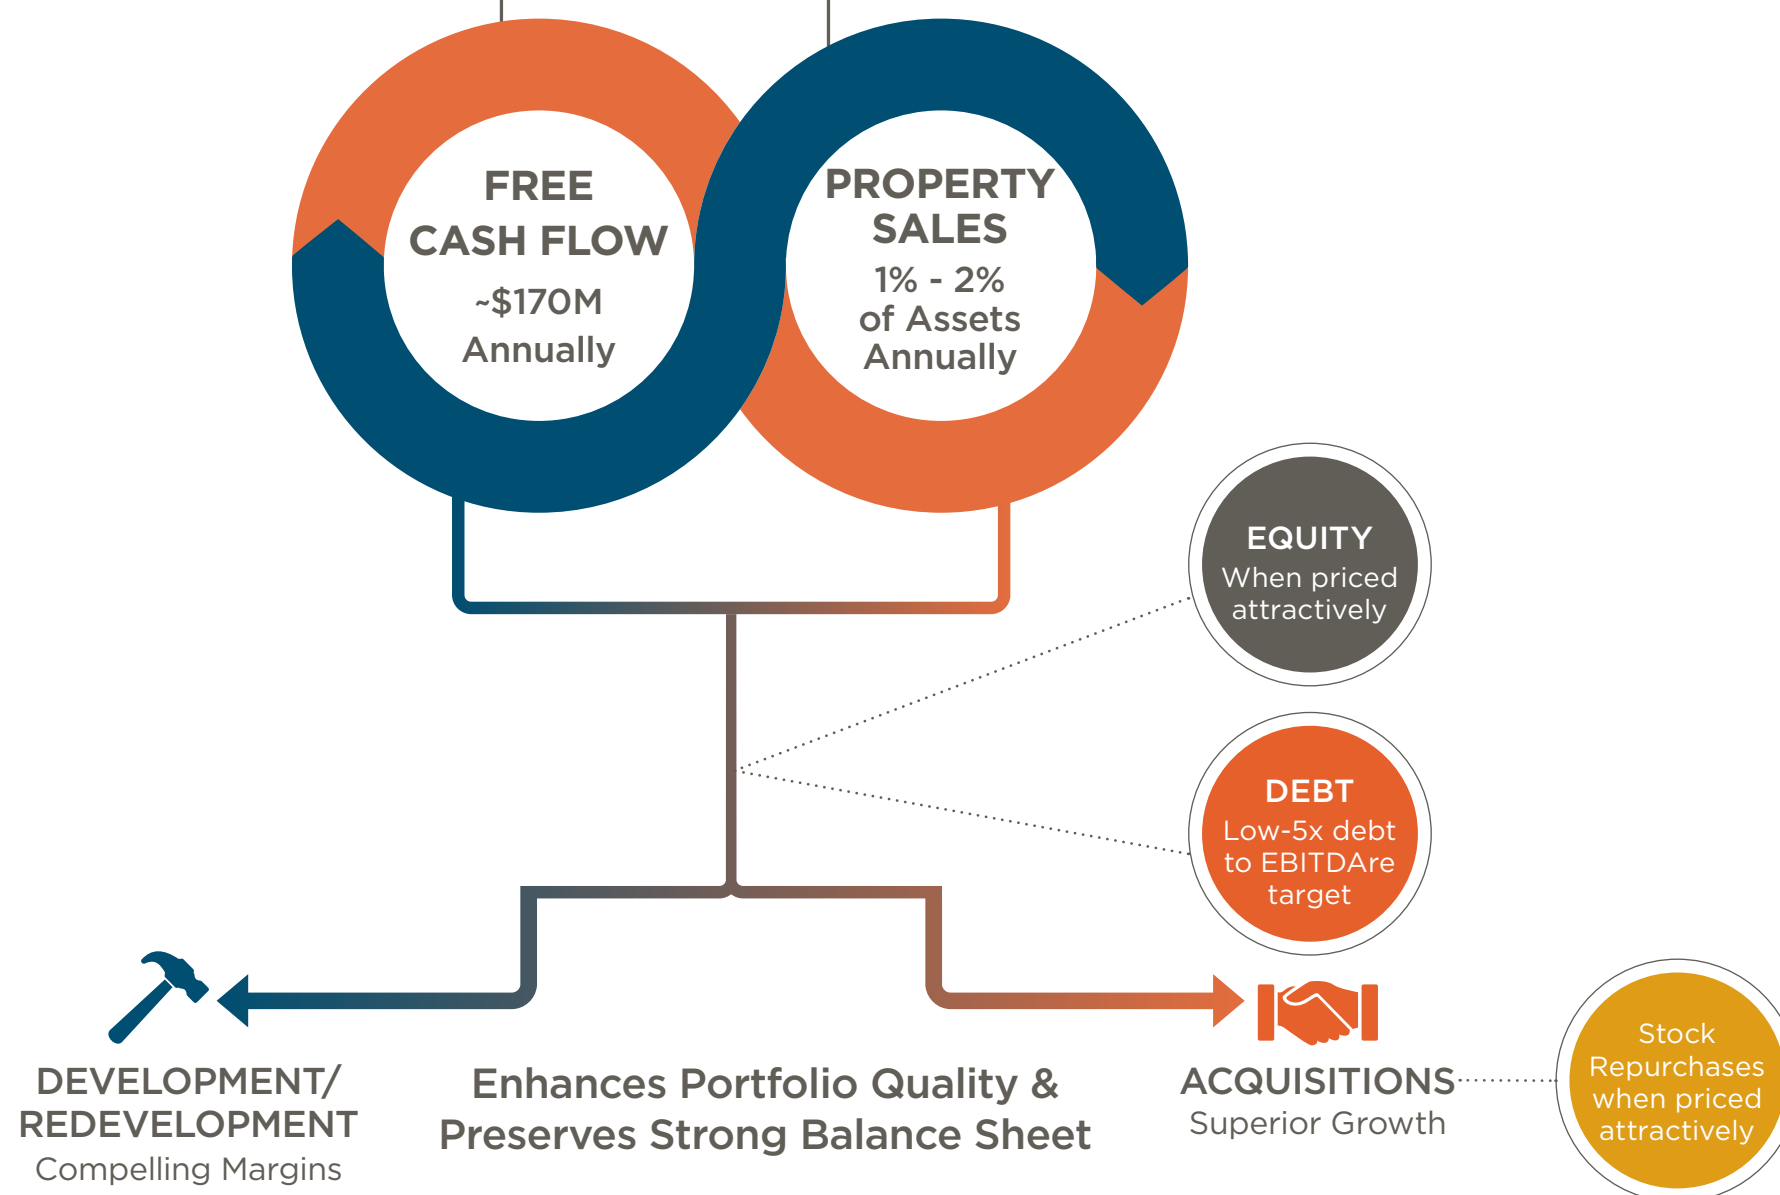 FREE
CASH FLOW
~$170M
Annually
PROPERTY
SALES
1% - 2%
of Assets
Annually
EQUITY
When priced
attractively
DEBT
Low-5x debt
to EBITDAre
target
DEVELOPMENT/
REDEVELOPMENT
Compelling Margins
Enhances Portfolio Quality &
Preserves Strong Balance Sheet
ACQUISITIONS
Superior Growth
Stock
Repurchases
when priced
attractively